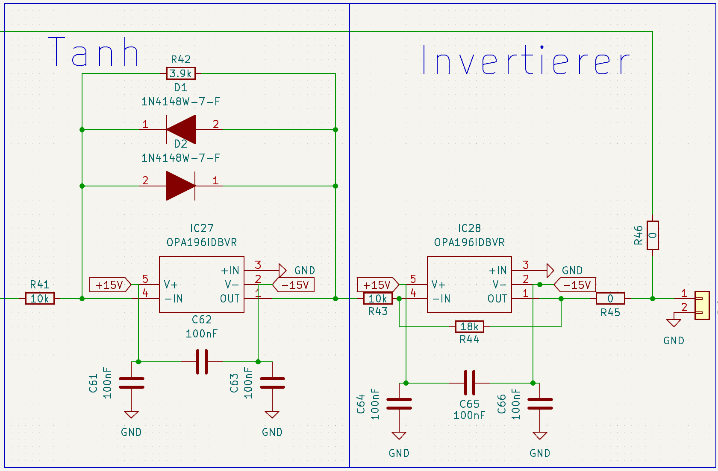 Tanh
Invertierer
R42
3.9k
D1
1N4148W-7-F
1 2
D2
1N4148W-7-F
2 1
IC27
OPA196IDBVR
+15V
5 V+
4 -IN
+IN 3
V- 2
OUT 1
GND
-15V
R41
10k
C62
100nF
C61
100nF
C63
100nF
GND
GND
IC28
OPA196IDBVR
+15V
5 V+
4 -IN
+IN 3
V- 2
OUT 1
GND
-15V
10k
R43
18k
R44
0
R45
R46
0
1
2
GND
C64
100nF
C65
100nF
C66
100nF
GND
GND